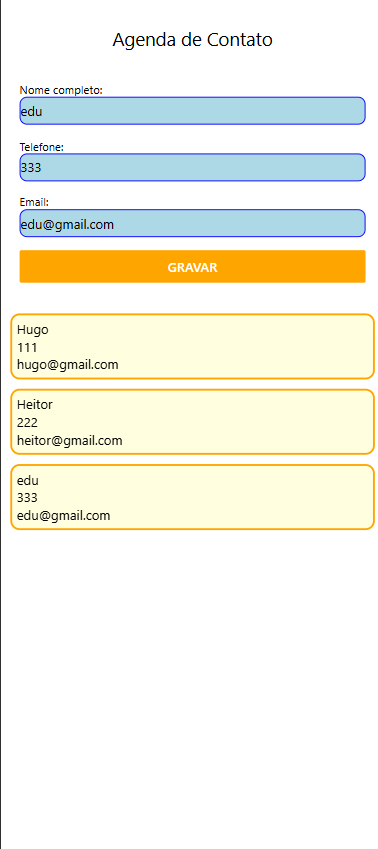 Agenda de Contato
Nome completo:
edu
Telefone:
333
Email:
edu@gmail.com
GRAVAR
Hugo
111
hugo@gmail.com
Heitor
222
heitor@gmail.com
edu
333
edu@gmail.com